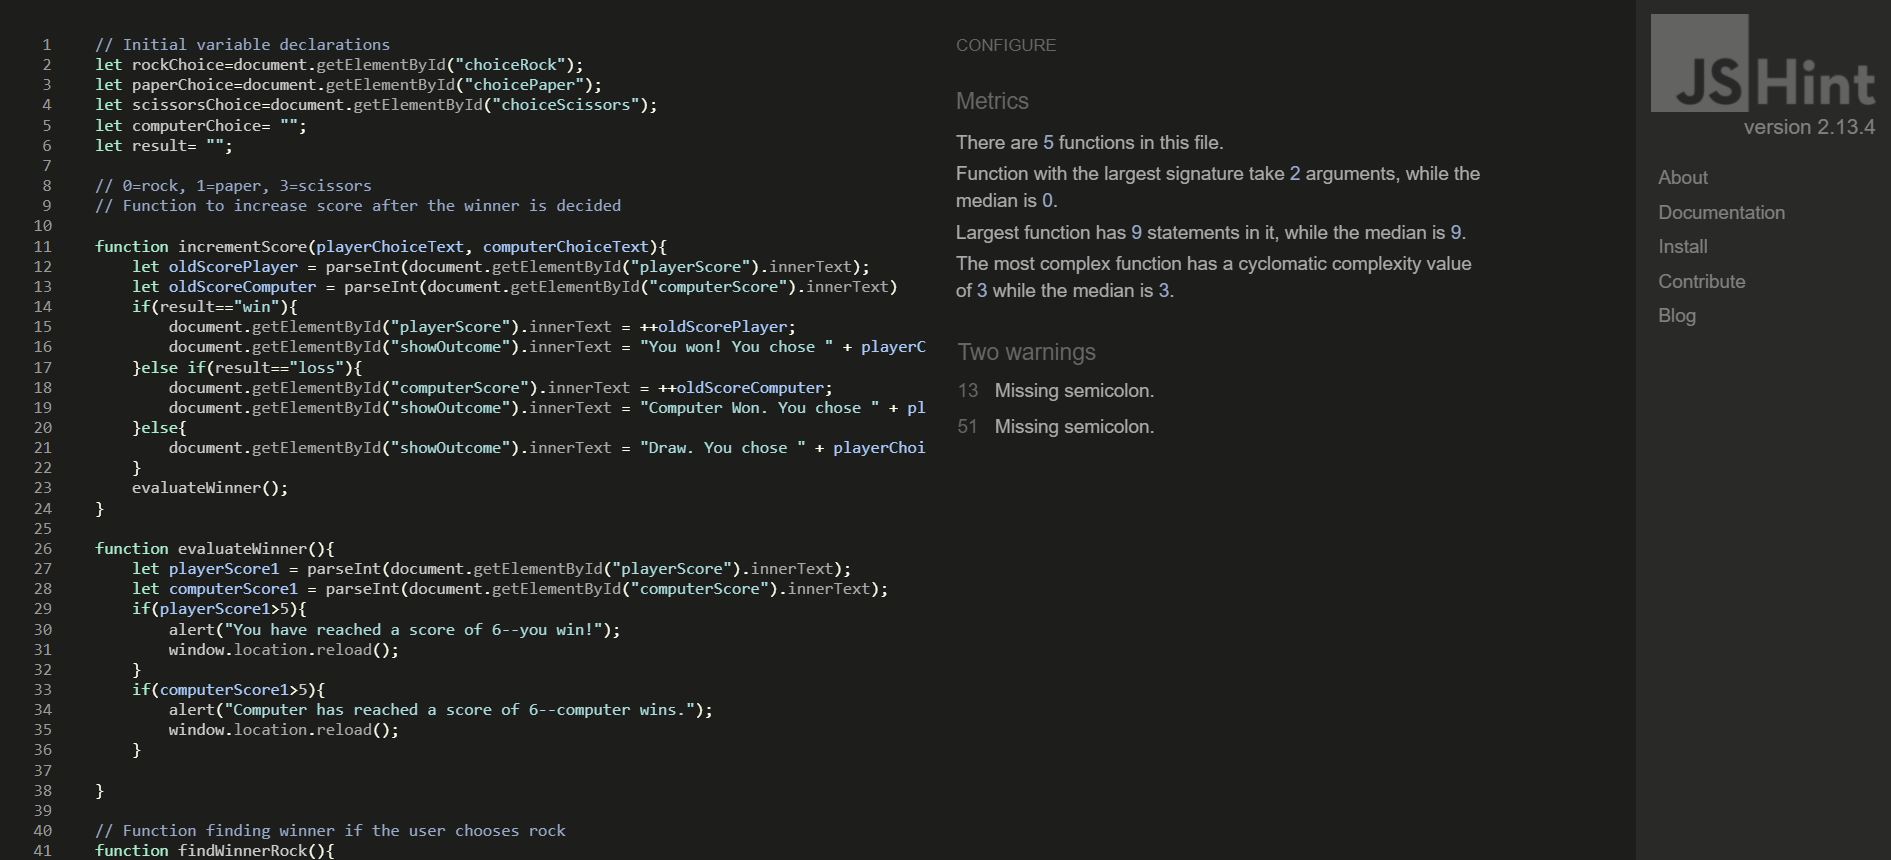 1 // Initial variable declarations
2 let rockChoice=document.getElementById("choiceRock");
3 let paperChoice=document.getElementById("choicePaper");
4 let scissorsChoice=document.getElementById("choiceScissors");
5 let computerChoice= "";
6 let result= "";
7
8 // 0=rock, 1=paper, 3=scissors
9 // Function to increase score after the winner is decided
10
11 function incrementScore(playerChoiceText, computerChoiceText){
12 let oldScorePlayer = parseInt(document.getElementById("playerScore").innerText);
13 let oldScoreComputer = parseInt(document.getElementById("computerScore").innerText)
14 if(result=="win"){
15 document.getElementById("playerScore").innerText = ++oldScorePlayer;
16 document.getElementById("showOutcome").innerText = "You won! You chose " + playerC
17 }else if(result=="loss"){
18 document.getElementById("computerScore").innerText = ++oldScoreComputer;
19 document.getElementById("showOutcome").innerText = "Computer Won. You chose " + pl
20 }else{
21 document.getElementById("showOutcome").innerText = "Draw. You chose " + playerChoi
22 }
23 evaluateWinner();
24 }
25
26 function evaluateWinner(){
27 let playerScore1 = parseInt(document.getElementById("playerScore").innerText);
28 let computerScore1 = parseInt(document.getElementById("computerScore").innerText);
29 if(playerScore1>5){
30 alert("You have reached a score of 6--you win!");
31 window.location.reload();
32 }
33 if(computerScore1>5){
34 alert("Computer has reached a score of 6--computer wins.");
35 window.location.reload();
36 }
37
38 }
39
40 // Function finding winner if the user chooses rock
41 function findWinnerRock(){
CONFIGURE
Metrics
There are 5 functions in this file.
Function with the largest signature take 2 arguments, while the
median is 0.
Largest function has 9 statements in it, while the median is 9.
The most complex function has a cyclomatic complexity value
of 3 while the median is 3.
Two warnings
13 Missing semicolon.
51 Missing semicolon.
JSHint
version 2.13.4
About
Documentation
Install
Contribute
Blog